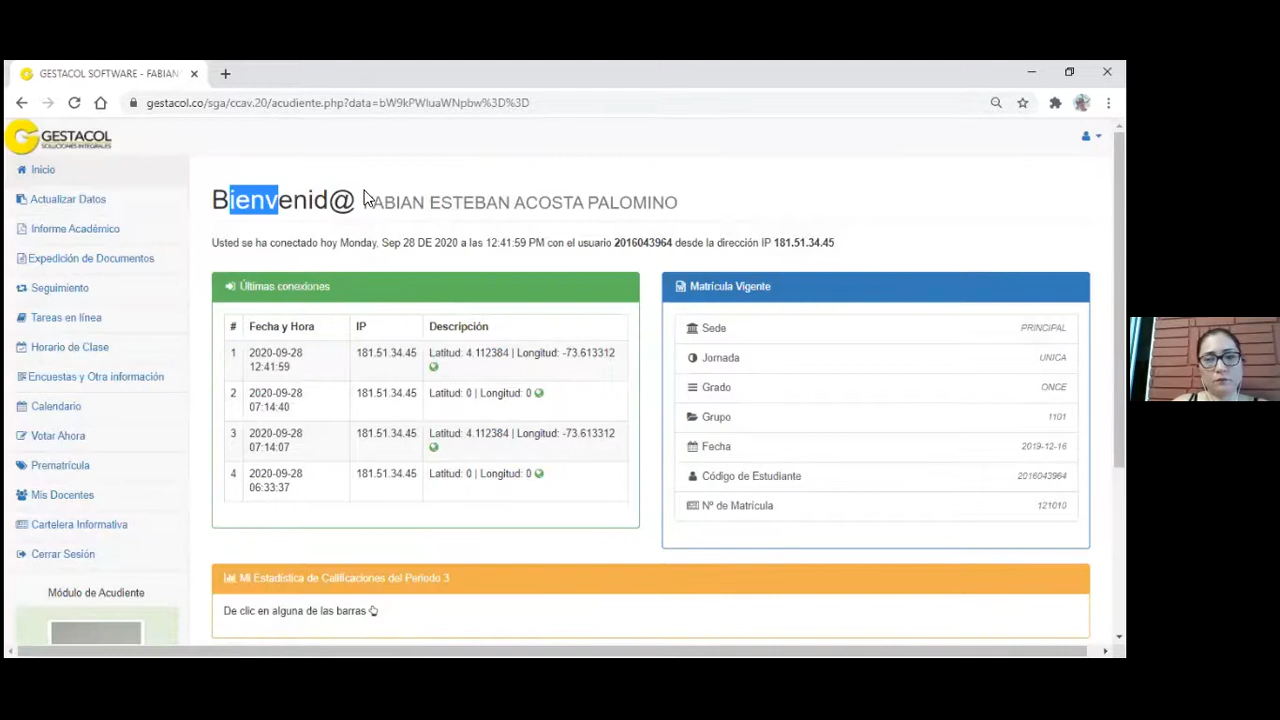 GESTACOL SOFTWARE - FABIAN
gestacol.co/sga/ccav.20/acudiente.php?data=bW9kPWluaWNpbw%3D%3D
GESTACOL
SOLUCIONES INTEGRALES
Inicio
Actualizar Datos
Informe Académico
Expedición de Documentos
Seguimiento
Tareas en línea
Horario de Clase
Encuestas y Otra información
Calendario
Votar Ahora
Prematrícula
Mis Docentes
Cartelera Informativa
Cerrar Sesión
Módulo de Acudiente
Bienvenid@ FABIAN ESTEBAN ACOSTA PALOMINO
Usted se ha conectado hoy Monday, Sep 28 DE 2020 a las 12:41:59 PM con el usuario 2016043964 desde la dirección IP 181.51.34.45
Últimas conexiones
# Fecha y Hora IP Descripción
1 2020-09-28 12:41:59 181.51.34.45 Latitud: 4.112384 | Longitud: -73.613312
2 2020-09-28 07:14:40 181.51.34.45 Latitud: 0 | Longitud: 0
3 2020-09-28 07:14:07 181.51.34.45 Latitud: 4.112384 | Longitud: -73.613312
4 2020-09-28 06:33:37 181.51.34.45 Latitud: 0 | Longitud: 0
Matrícula Vigente
Sede PRINCIPAL
Jornada UNICA
Grado ONCE
Grupo 1101
Fecha 2019-12-16
Código de Estudiante 2016043964
Nº de Matrícula 121010
Mi Estadística de Calificaciones del Periodo 3
De clic en alguna de las barras